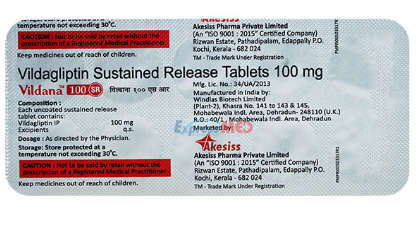 temperature not exceeding 30°C.
CAUTION: Not to be sold by retail without the
prescription of a Registered Medical Practitioner
Keep medicines out of reach of children.
Akesiss Pharma Private Limited
(An "ISO 9001 : 2015" Certified Company)
Rizwan Estate, Pathadipalam, Edappally P.O.
Kochi, Kerala - 682 024
TM - Trade Mark Under Registration
Vildagliptin Sustained Release Tablets 100 mg
Vildana™ 100 SR विल्डाना १०० एस आर
Composition :
Each uncoated sustained release
tablet contains:
Vildagliptin IP 100 mg
Excipients q.s.
Dosage : As directed by the Physician.
Storage: Store protected at a
temperature not exceeding 30°C.
CAUTION : Not to be sold by retail without the
prescription of a Registered Medical Practitioner
Keep medicines out of reach of children.
Mfg. Lic. No.: 34/UA/2013
Manufactured in India by:
Windlas Biotech Limited
(Plant-2), Khasra No. 141 to 143 & 145,
Mohabewala Indl. Area, Dehradun- 248110 (U.K.)
R.O : 40/1, Mohabewala Indl. Area, Dehradun
Marketed by:
Akesiss
Akesiss Pharma Private Limited
(An "ISO 9001 : 2015" Certified Company)
Rizwan Estate, Pathadipalam, Edappally P.O.
Kochi, Kerala - 682 024
TM - Trade Mark Under Registration